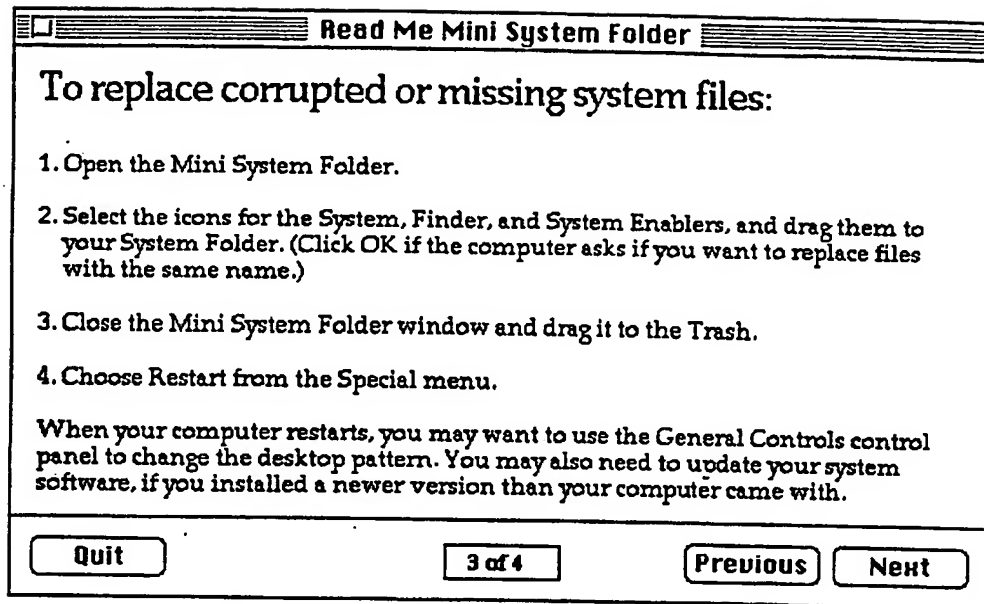 Read Me Mini System Folder
To replace corrupted or missing system files:
1. Open the Mini System Folder.
2. Select the icons for the System, Finder, and System Enablers, and drag them to
your System Folder. (Click OK if the computer asks if you want to replace files
with the same name.)
3. Close the Mini System Folder window and drag it to the Trash.
4. Choose Restart from the Special menu.
When your computer restarts, you may want to use the General Controls control
panel to change the desktop pattern. You may also need to update your system
software, if you installed a newer version than your computer came with.
Quit
3 of 4
Previous
Next